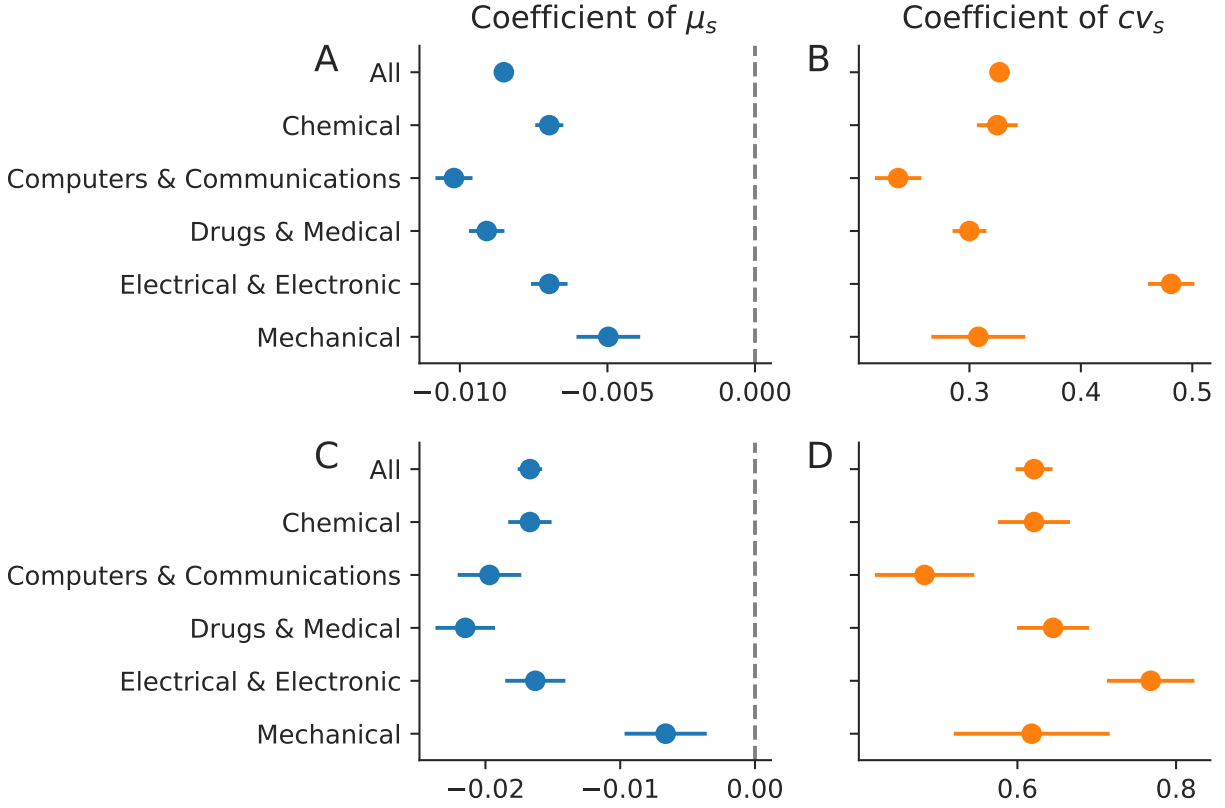 Coefficient of μs
Coefficient of cvs
A
B
All
Chemical
Computers & Communications
Drugs & Medical
Electrical & Electronic
Mechanical
−0.010
−0.005
0.000
0.3
0.4
0.5
C
D
All
Chemical
Computers & Communications
Drugs & Medical
Electrical & Electronic
Mechanical
−0.02
−0.01
0.00
0.6
0.8